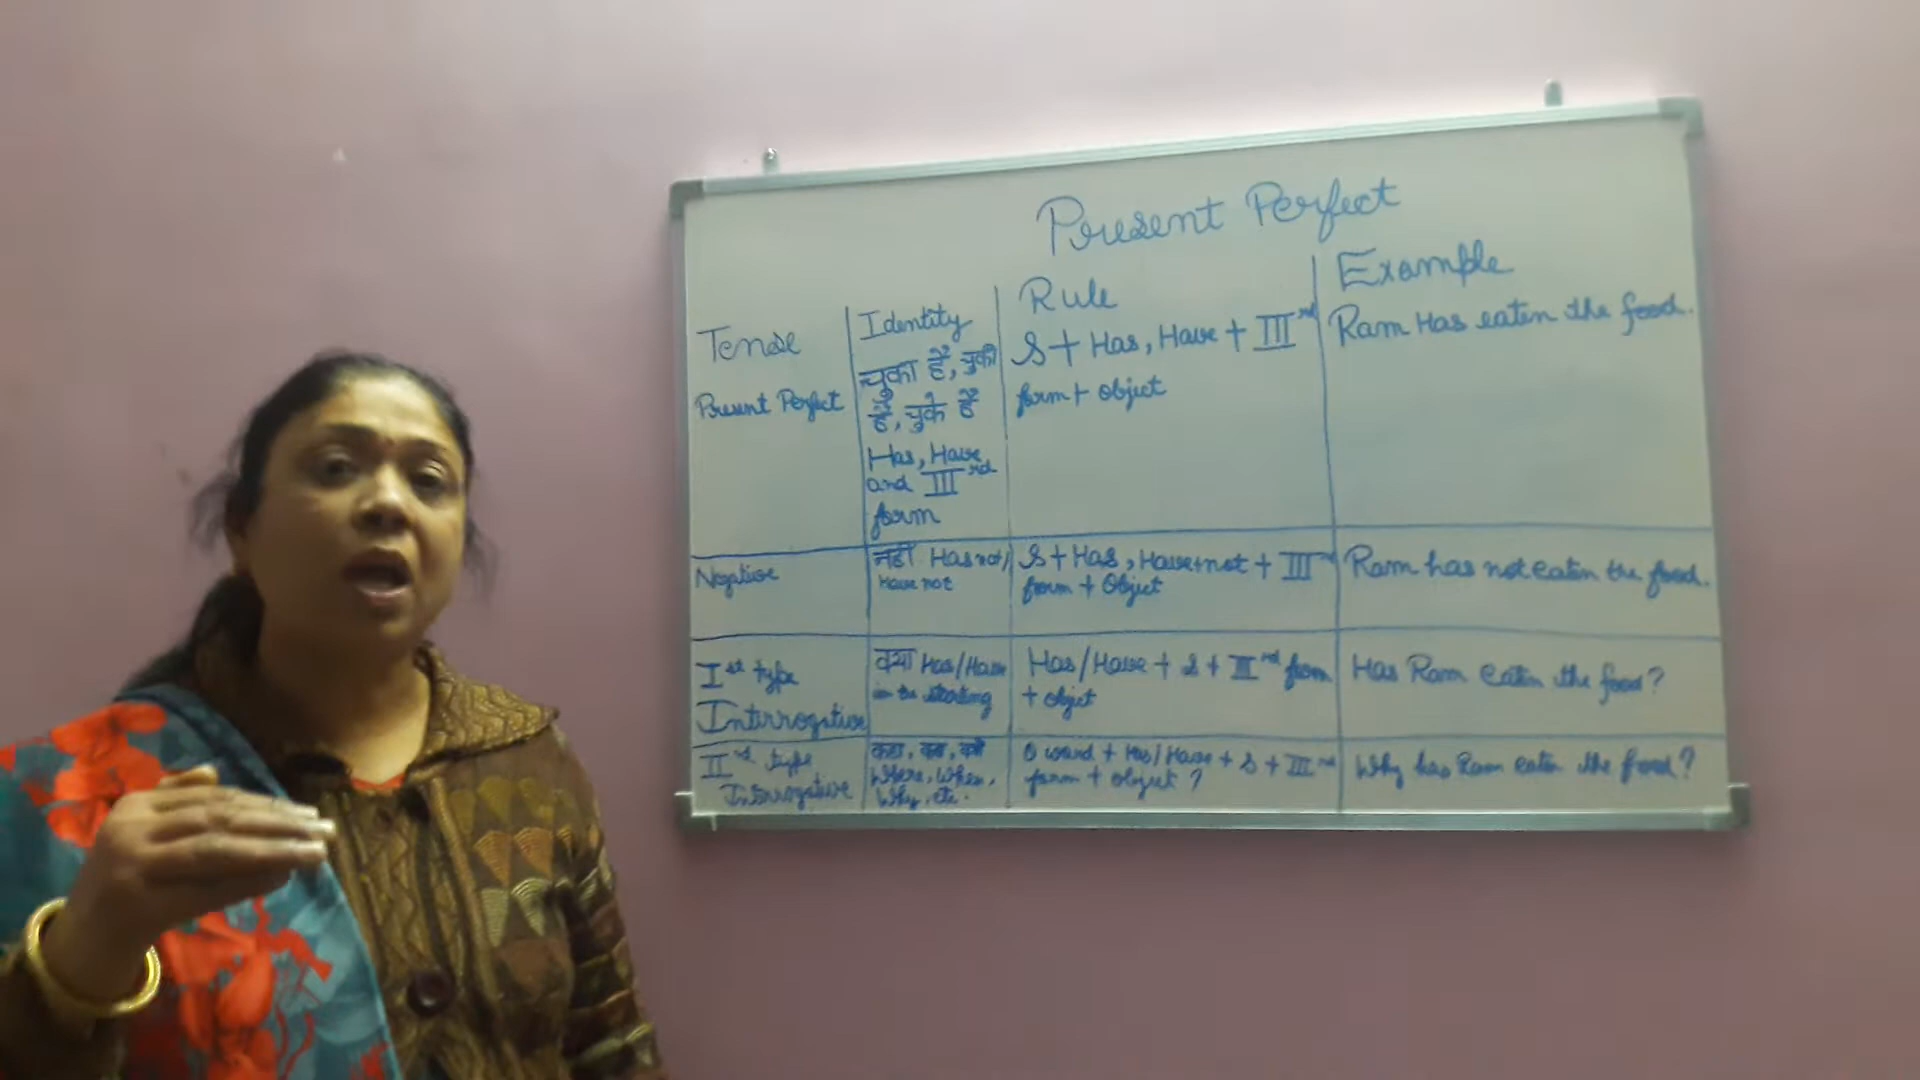 Present Perfect
Tense
Present Perfect
Identity
चुका है, चुकी
है, चुके हैं
Has, Have
and III rd
form
Rule
S + Has, Have + III rd
form + object
Example
Ram Has eaten the food.
Negative
नहीं Has not/
Have not
S + Has, Have+not + III rd
form + Object
Ram has not eaten the food.
I st type
Interrogative
क्या Has/Have
in the starting
Has/Have + S + III rd from
+ objet
Has Ram eaten the food?
II nd type
Interrogative
कहा, कब, क्यों
Where, When,
Why, etc.
Q word + Has/Have + S + III rd
form + object ?
Why has Ram eaten the food?